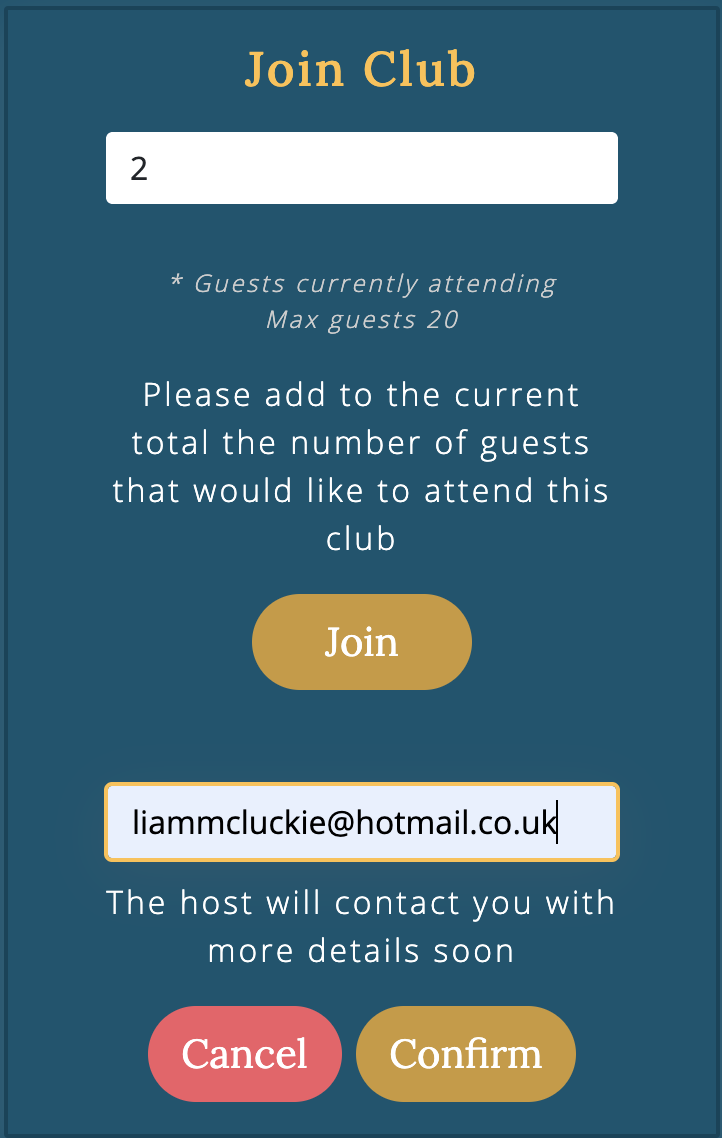 Join Club
2
* Guests currently attending
Max guests 20
Please add to the current
total the number of guests
that would like to attend this
club
Join
liammcluckie@hotmail.co.uk
The host will contact you with
more details soon
Cancel Confirm